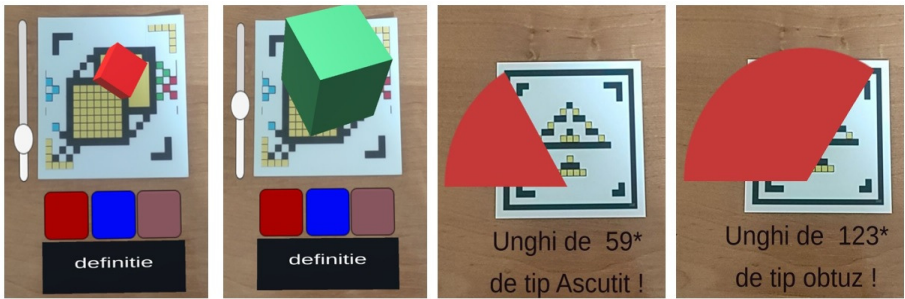 definitie
definitie
Unghi de 59*
de tip Ascutit !
Unghi de 123*
de tip obtuz !